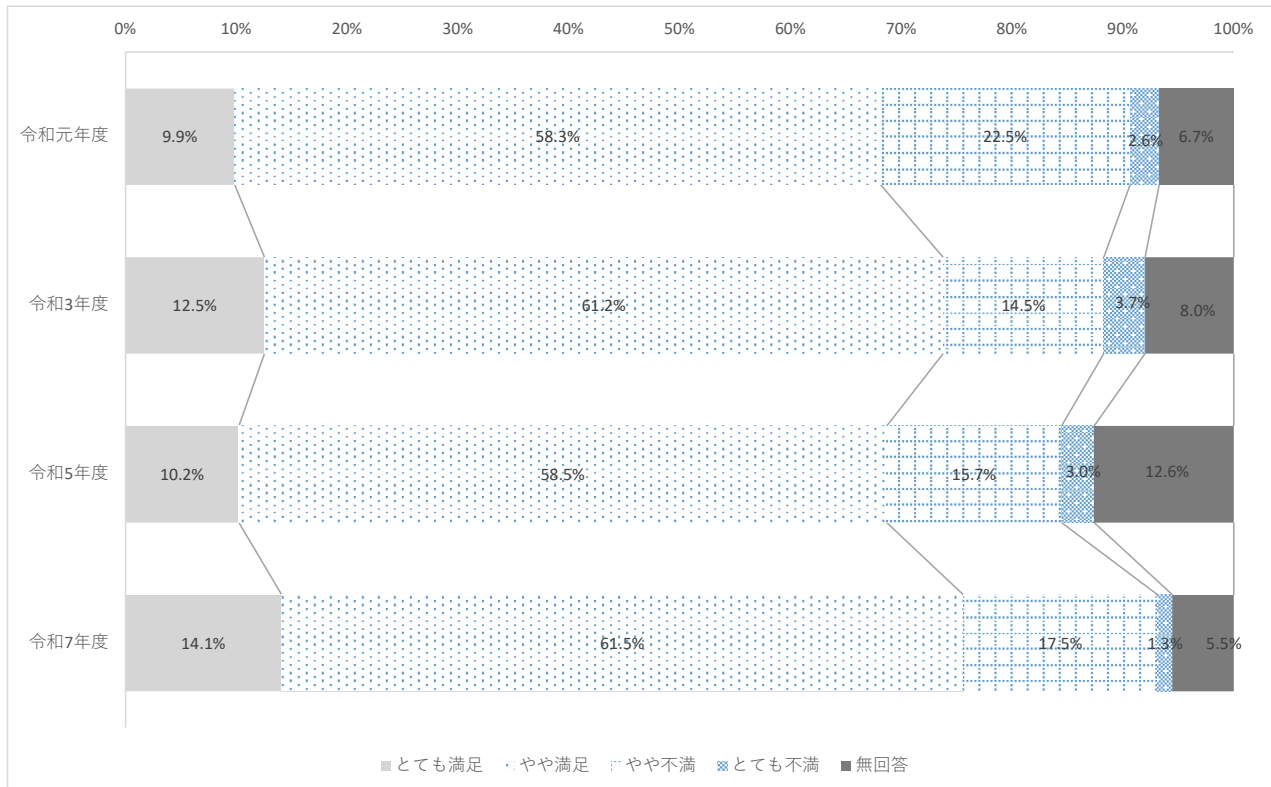 0% 10% 20% 30% 40% 50% 60% 70% 80% 90% 100%
令和元年度 9.9% 58.3% 22.5% 2.6% 6.7%
令和3年度 12.5% 61.2% 14.5% 3.7% 8.0%
令和5年度 10.2% 58.5% 15.7% 3.0% 12.6%
令和7年度 14.1% 61.5% 17.5% 1.3% 5.5%
とても満足 やや満足 やや不満 とても不満 無回答